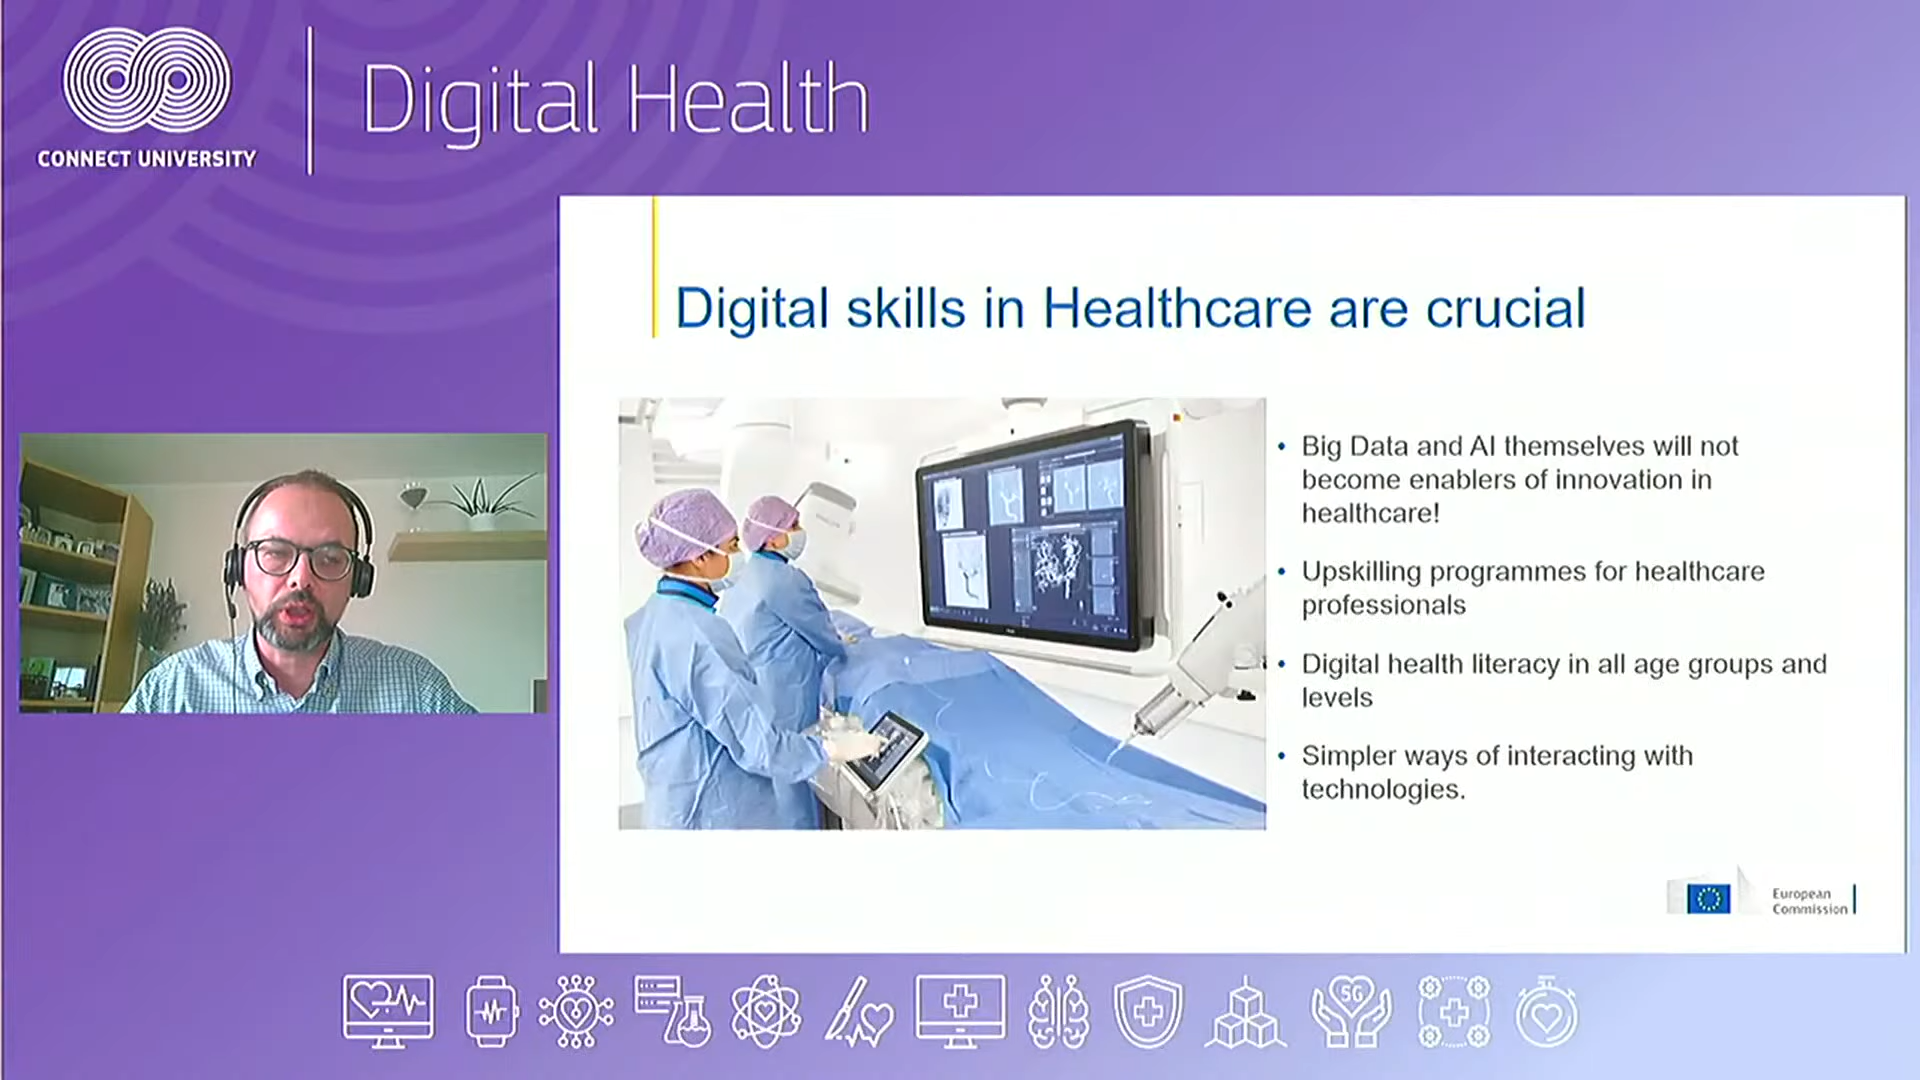 CONNECT UNIVERSITY
Digital Health
Digital skills in Healthcare are crucial
• Big Data and AI themselves will not
become enablers of innovation in
healthcare!
• Upskilling programmes for healthcare
professionals
• Digital health literacy in all age groups and
levels
• Simpler ways of interacting with
technologies.
European
Commission
5G